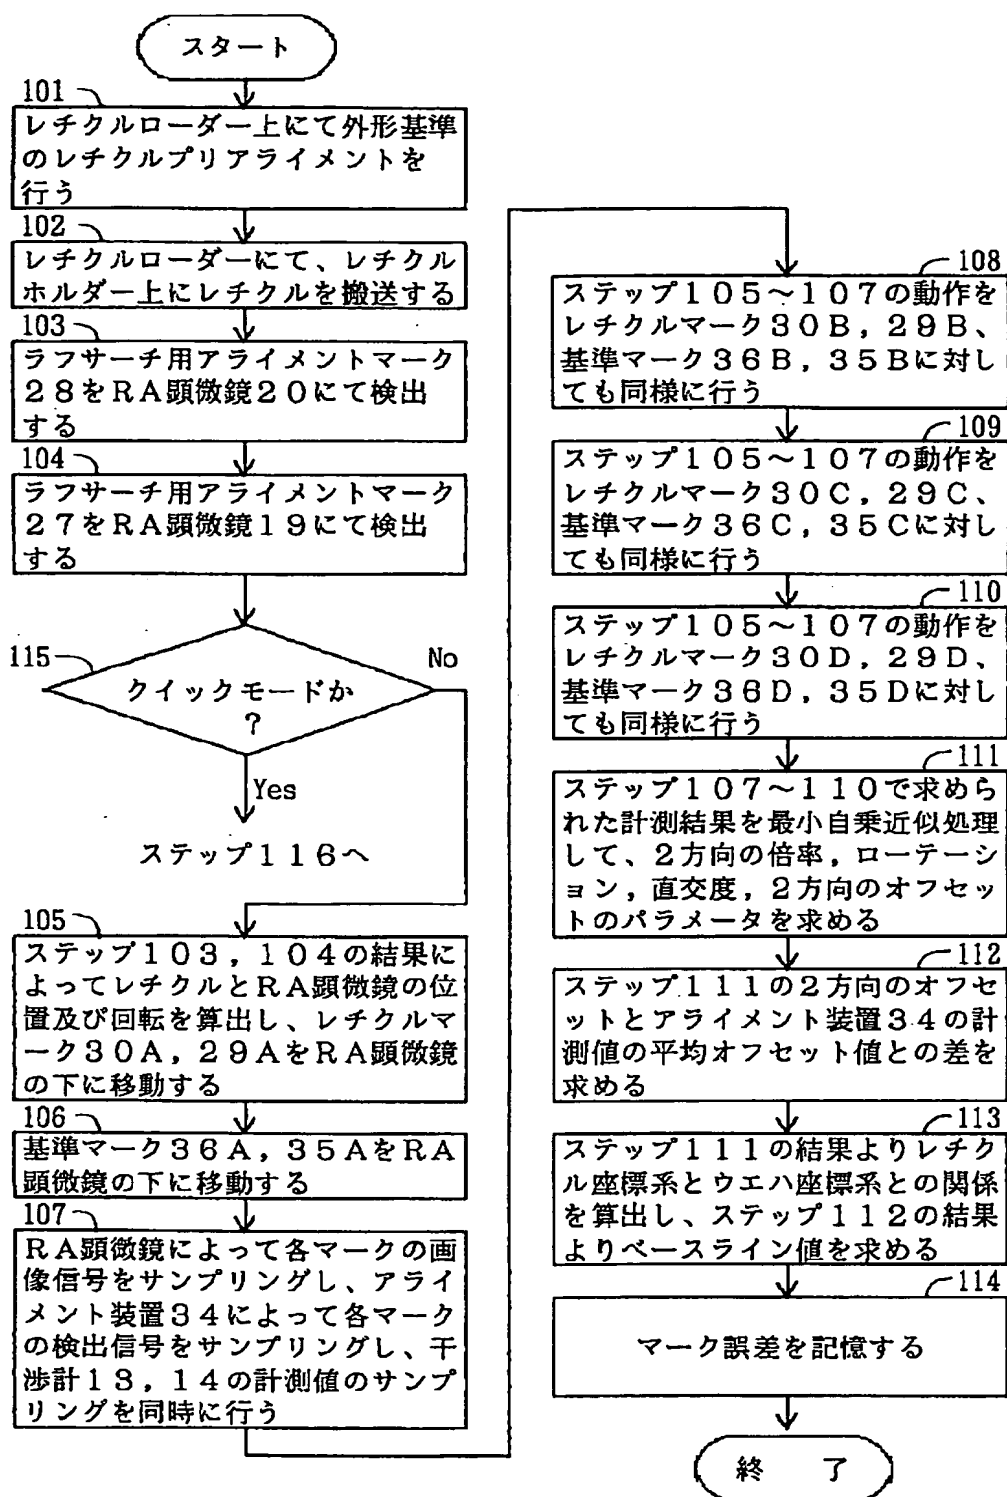 スタート
101
レチクルローダー上にて外形基準
のレチクルプリアライメントを
行う
102
レチクルローダーにて、レチクル
ホルダー上にレチクルを搬送する
103
ラフサーチ用アライメントマーク
28をRA顕微鏡20にて検出
する
104
ラフサーチ用アライメントマーク
27をRA顕微鏡19にて検出
する
115
クイックモードか
?
No
Yes
ステップ116へ
105
ステップ103,104の結果に
よってレチクルとRA顕微鏡の位
置及び回転を算出し、レチクルマ
ーク30A,29AをRA顕微鏡
の下に移動する
106
基準マーク36A,35AをRA
顕微鏡の下に移動する
107
RA顕微鏡によって各マークの画
像信号をサンプリングし、アライ
メント装置34によって各マーク
の検出信号をサンプリングし、干
渉計13,14の計測値のサンプ
リングを同時に行う
108
ステップ105~107の動作を
レチクルマーク30B,29B、
基準マーク36B,35Bに対し
ても同様に行う
109
ステップ105~107の動作を
レチクルマーク30C,29C、
基準マーク36C,35Cに対し
ても同様に行う
110
ステップ105~107の動作を
レチクルマーク30D,29D、
基準マーク36D,35Dに対し
ても同様に行う
111
ステップ107~110で求めら
れた計測結果を最小自乗近似処理
して、2方向の倍率,ローテーシ
ョン,直交度,2方向のオフセッ
トのパラメータを求める
112
ステップ111の2方向のオフセ
ットとアライメント装置34の計
測値の平均オフセット値との差を
求める
113
ステップ111の結果よりレチク
ル座標系とウエハ座標系との関係
を算出し、ステップ112の結果
よりベースライン値を求める
114
マーク誤差を記憶する
終 了